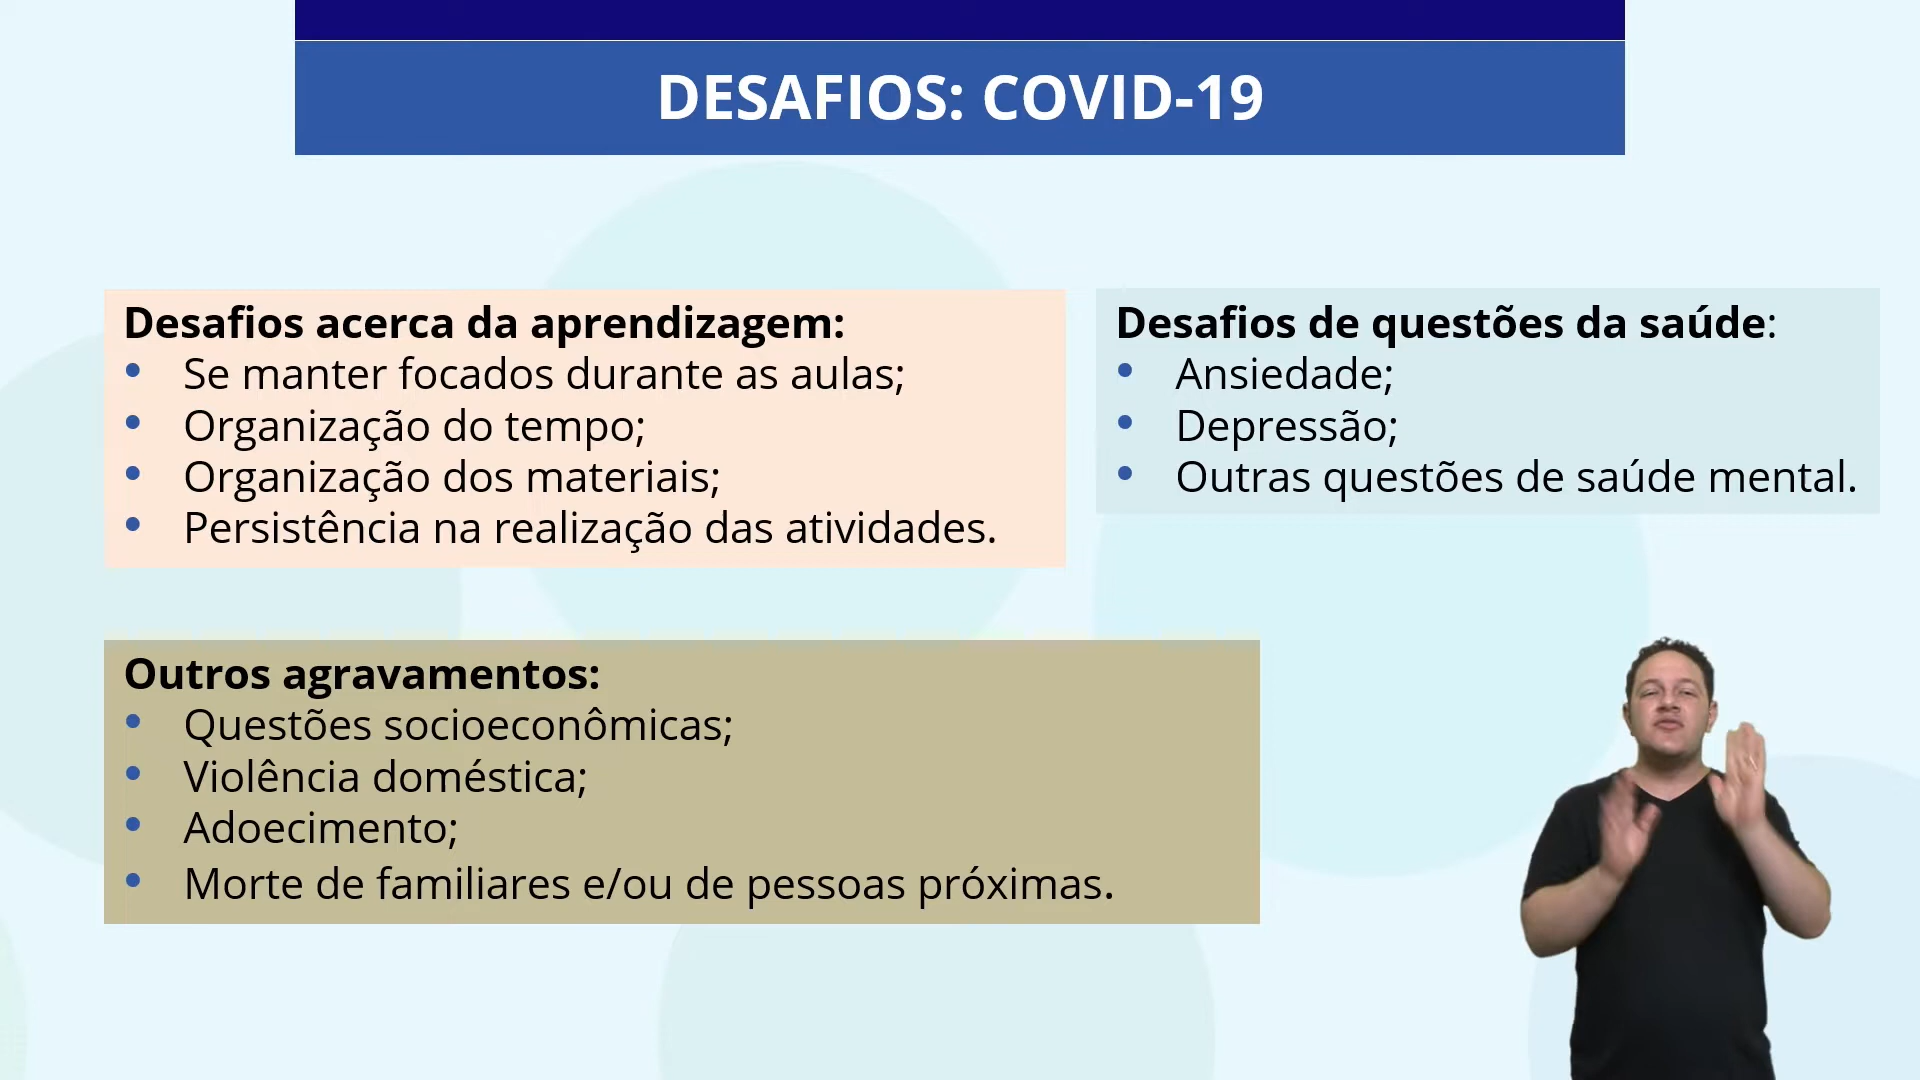 DESAFIOS: COVID-19
Desafios acerca da aprendizagem:
• Se manter focados durante as aulas;
• Organização do tempo;
• Organização dos materiais;
• Persistência na realização das atividades.
Desafios de questões da saúde:
• Ansiedade;
• Depressão;
• Outras questões de saúde mental.
Outros agravamentos:
• Questões socioeconômicas;
• Violência doméstica;
• Adoecimento;
• Morte de familiares e/ou de pessoas próximas.